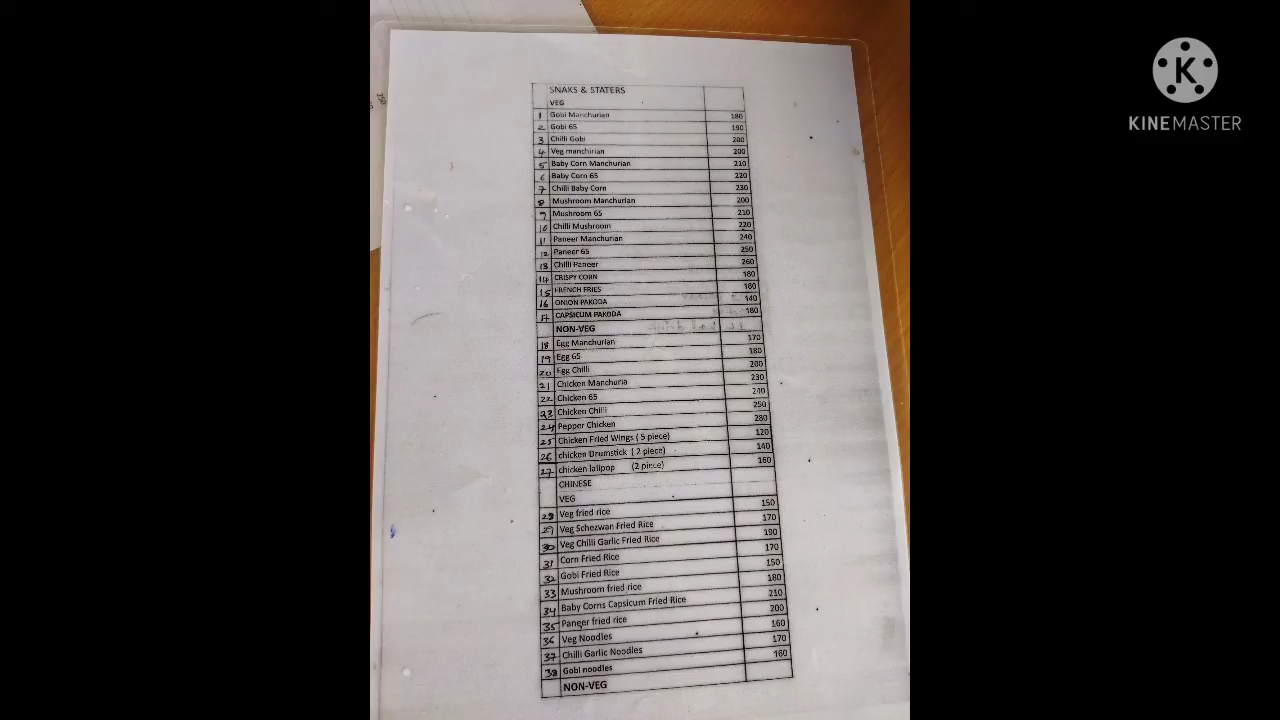 SNAKS & STATERS
VEG
1 Gobi Manchurian 180
2 Gobi 65 190
3 Chilli Gobi 200
4 Veg manchirian 200
5 Baby Corn Manchurian 210
6 Baby Corn 65 220
7 Chilli Baby Corn 230
8 Mushroom Manchurian 200
9 Mushroom 65 210
10 Chilli Mushroom 220
11 Paneer Manchurian 240
12 Paneer 65 250
13 Chilli Paneer 260
14 CRISPY CORN 180
15 FRENCH FRIES 180
16 ONION PAKODA 140
17 CAPSICUM PAKODA 180
NON-VEG
18 Egg Manchurian 170
19 Egg 65 180
20 Egg Chilli 200
21 Chicken Manchuria 230
22 Chicken 65 240
23 Chicken Chilli 250
24 Pepper Chicken 280
25 Chicken Fried Wings ( 5 piece) 120
26 chicken Drumstick ( 2 piece) 140
27 chicken lalipop (2 piece) 160
CHINESE
VEG
28 Veg fried rice 150
29 Veg Schezwan Fried Rice 170
30 Veg Chilli Garlic Fried Rice 190
31 Corn Fried Rice 170
32 Gobi Fried Rice 150
33 Mushroom fried rice 180
34 Baby Corns Capsicum Fried Rice 210
35 Paneer fried rice 200
36 Veg Noodles 160
37 Chilli Garlic Noodles 170
38 Gobi noodles 160
NON-VEG
K
KINEMASTER